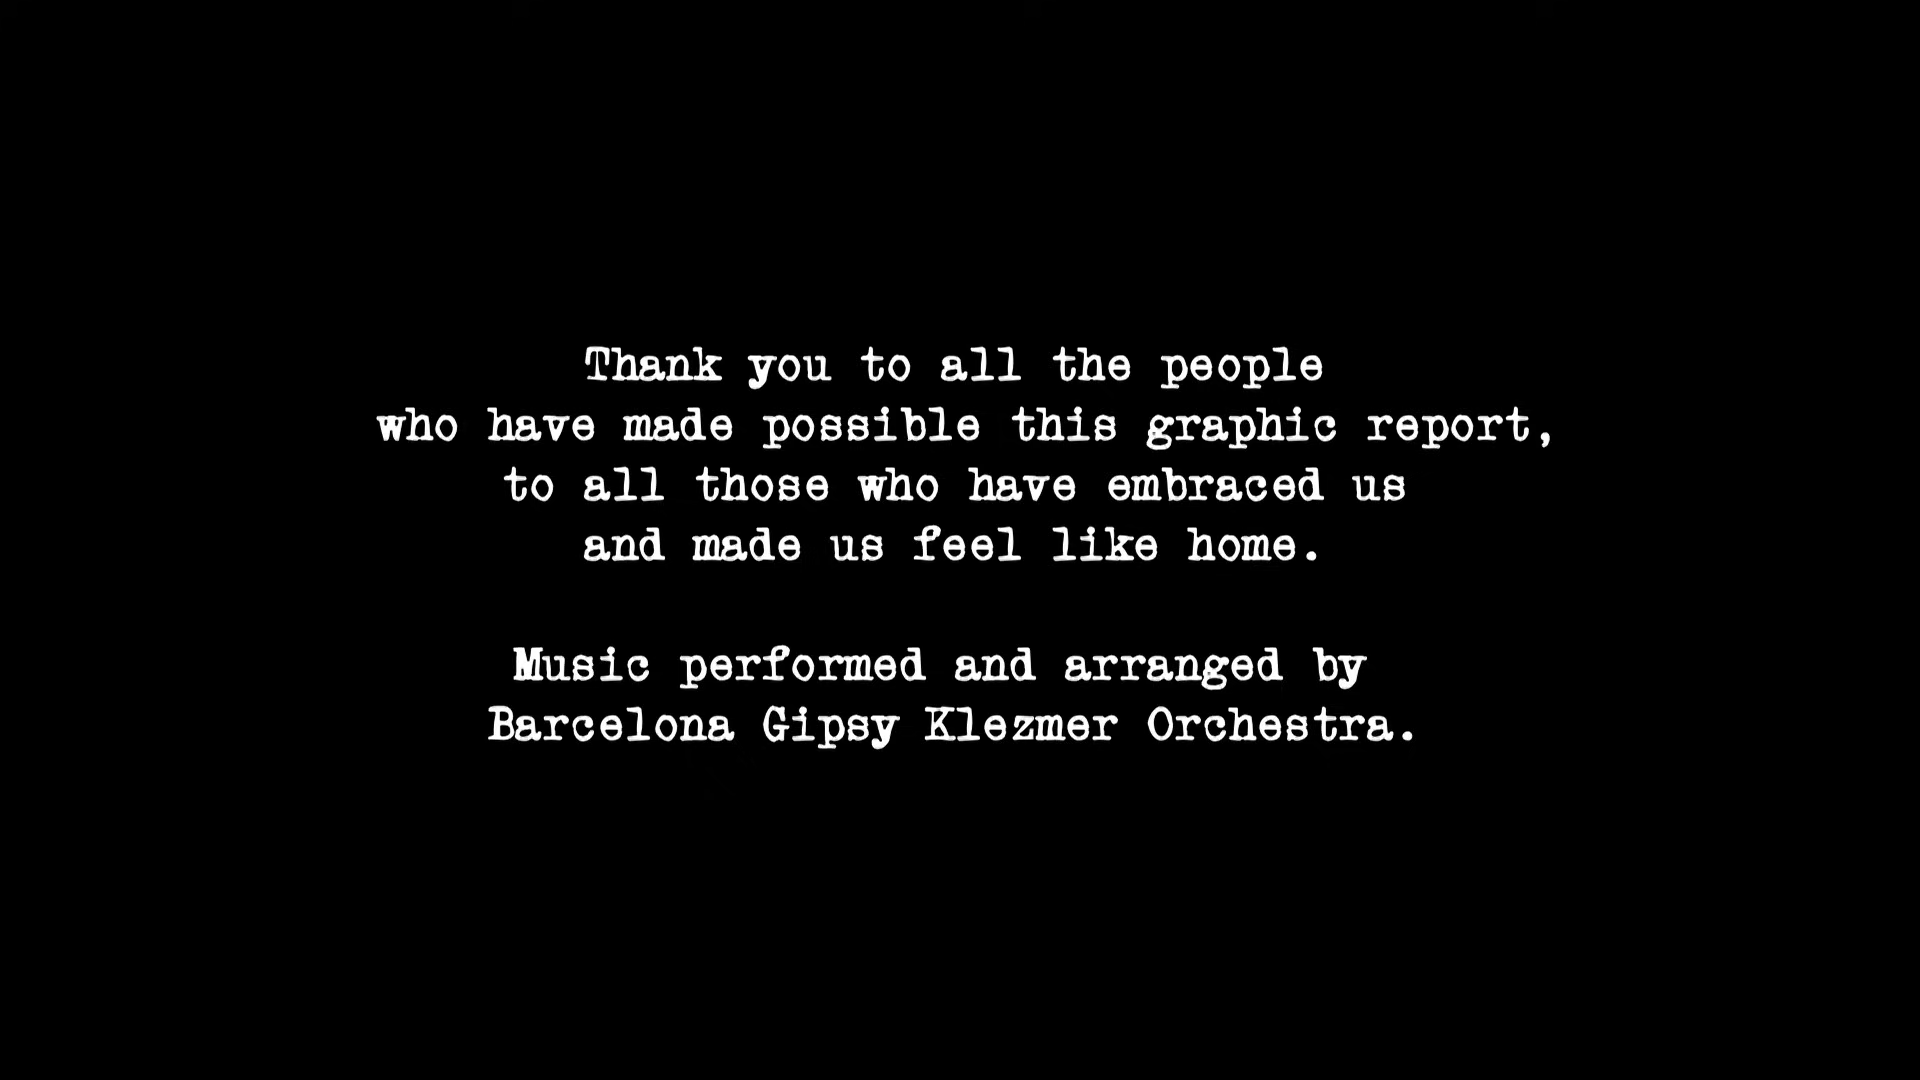 Thank you to all the people
who have made possible this graphic report,
to all those who have embraced us
and made us feel like home.
Music performed and arranged by
Barcelona Gipsy Klezmer Orchestra.